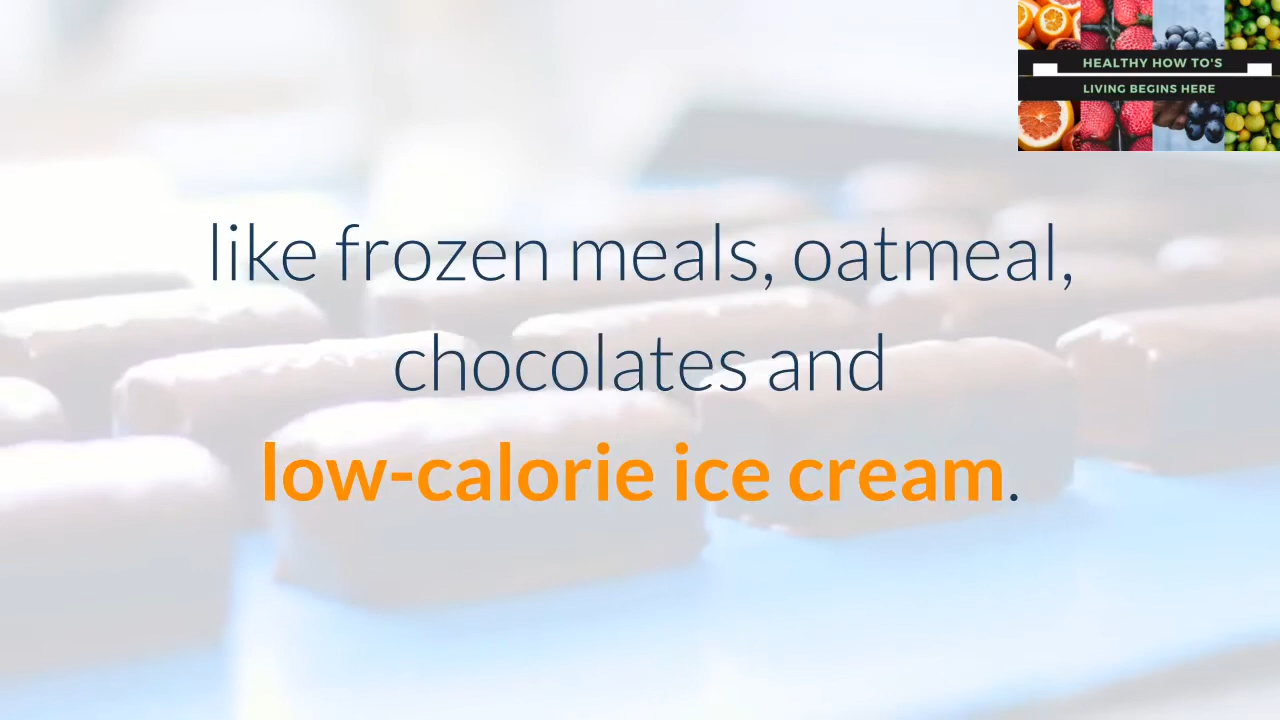 HEALTHY HOW TO'S
LIVING BEGINS HERE
like frozen meals, oatmeal,
chocolates and
low-calorie ice cream.